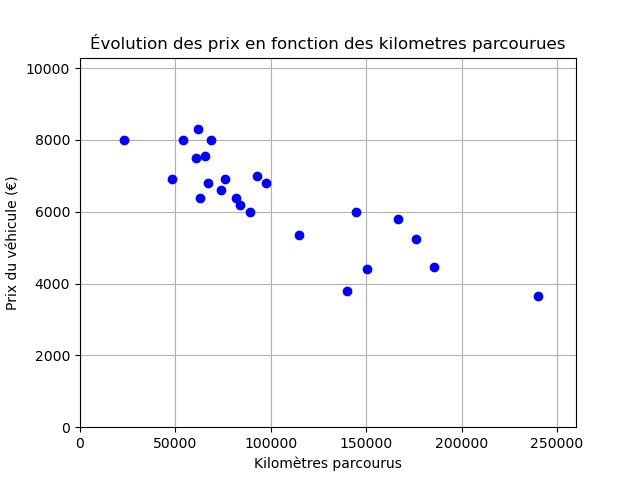 Évolution des prix en fonction des kilometres parcourues
10000
8000
6000
4000
2000
0
Prix du véhicule (€)
0 50000 100000 150000 200000 250000
Kilomètres parcourus